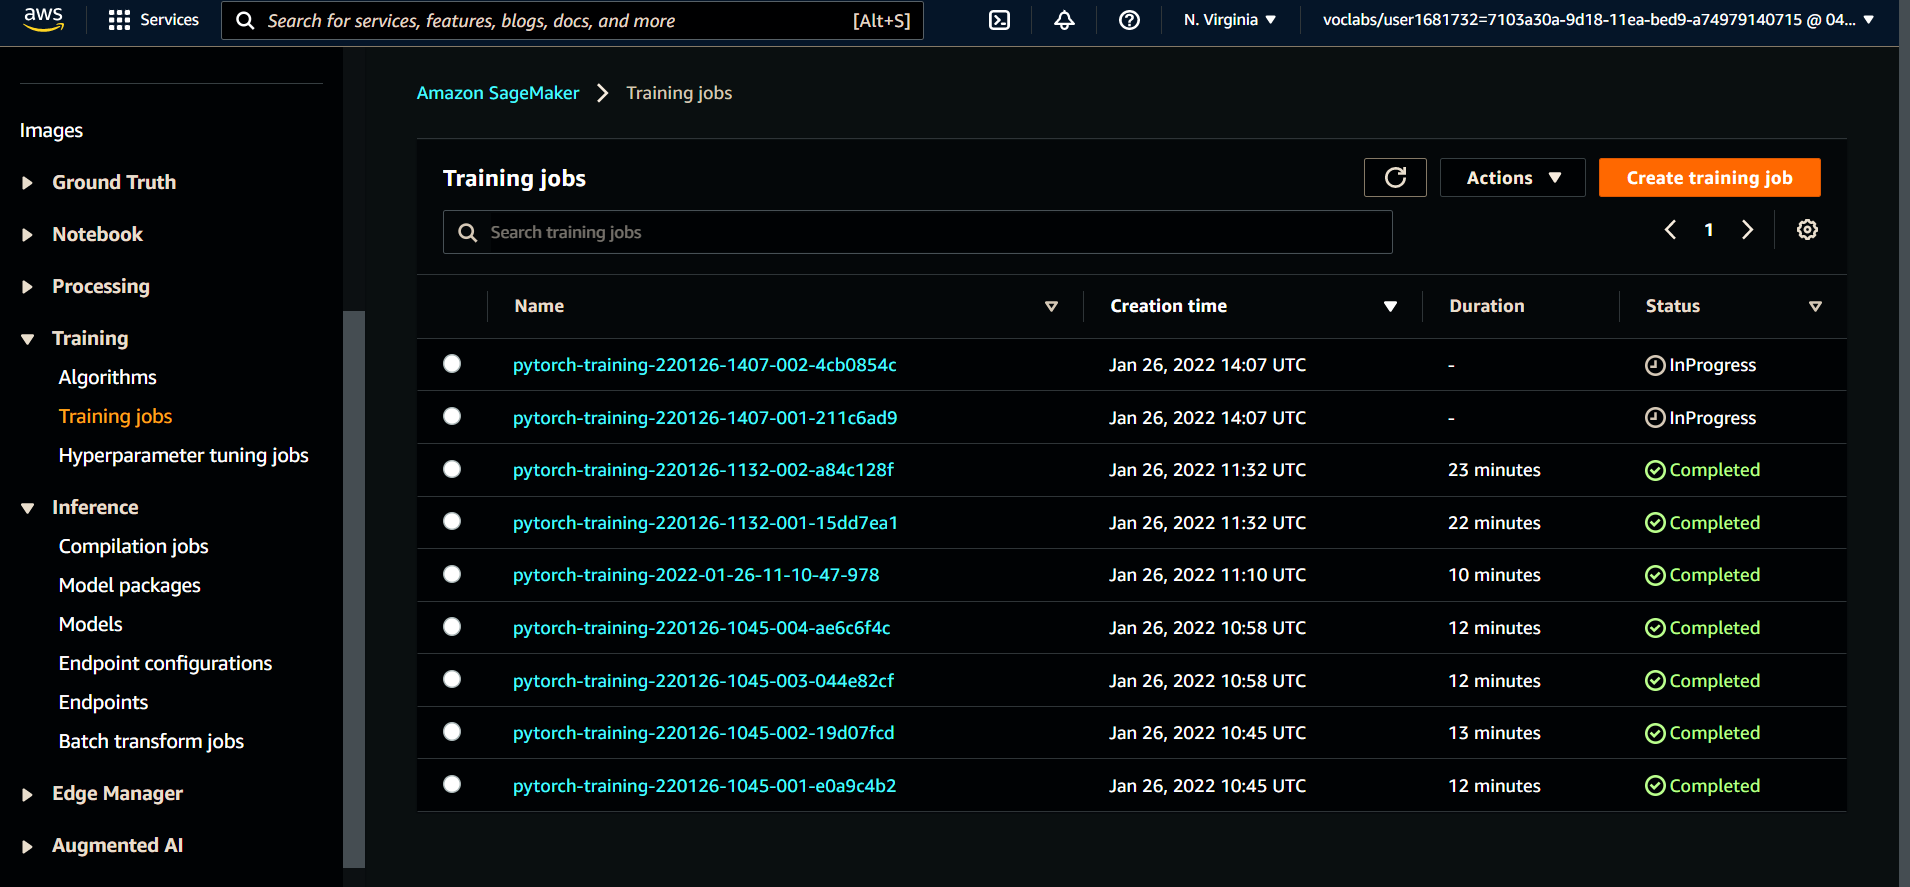 aws Services Search for services, features, blogs, docs, and more [Alt+S] N. Virginia voclabs/user1681732=7103a30a-9d18-11ea-bed9-a74979140715 @ 04...
Images
Ground Truth
Notebook
Processing
Training
Algorithms
Training jobs
Hyperparameter tuning jobs
Inference
Compilation jobs
Model packages
Models
Endpoint configurations
Endpoints
Batch transform jobs
Edge Manager
Augmented AI
Amazon SageMaker Training jobs
Training jobs Actions Create training job
Search training jobs 1
Name Creation time Duration Status
pytorch-training-220126-1407-002-4cb0854c Jan 26, 2022 14:07 UTC - InProgress
pytorch-training-220126-1407-001-211c6ad9 Jan 26, 2022 14:07 UTC - InProgress
pytorch-training-220126-1132-002-a84c128f Jan 26, 2022 11:32 UTC 23 minutes Completed
pytorch-training-220126-1132-001-15dd7ea1 Jan 26, 2022 11:32 UTC 22 minutes Completed
pytorch-training-2022-01-26-11-10-47-978 Jan 26, 2022 11:10 UTC 10 minutes Completed
pytorch-training-220126-1045-004-ae6c6f4c Jan 26, 2022 10:58 UTC 12 minutes Completed
pytorch-training-220126-1045-003-044e82cf Jan 26, 2022 10:58 UTC 12 minutes Completed
pytorch-training-220126-1045-002-19d07fcd Jan 26, 2022 10:45 UTC 13 minutes Completed
pytorch-training-220126-1045-001-e0a9c4b2 Jan 26, 2022 10:45 UTC 12 minutes Completed